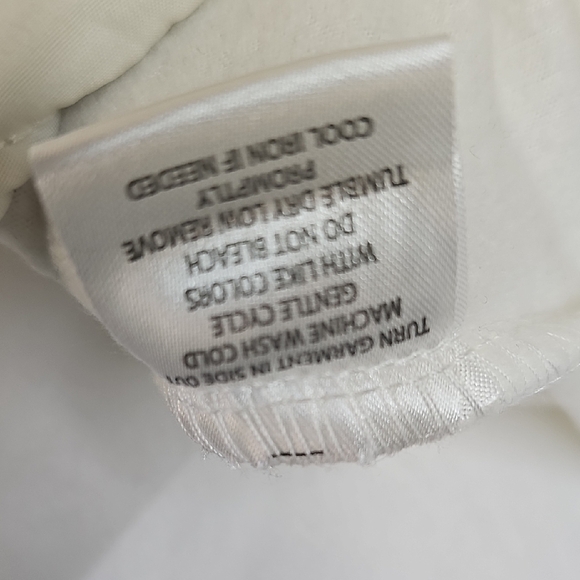 TURN GARMENT IN SIDE OUT
MACHINE WASH COLD
GENTLE CYCLE
WITH LIKE COLORS
DO NOT BLEACH
TUMBLE DRY LOW REMOVE
PROMPTLY
COOL IRON IF NEEDED